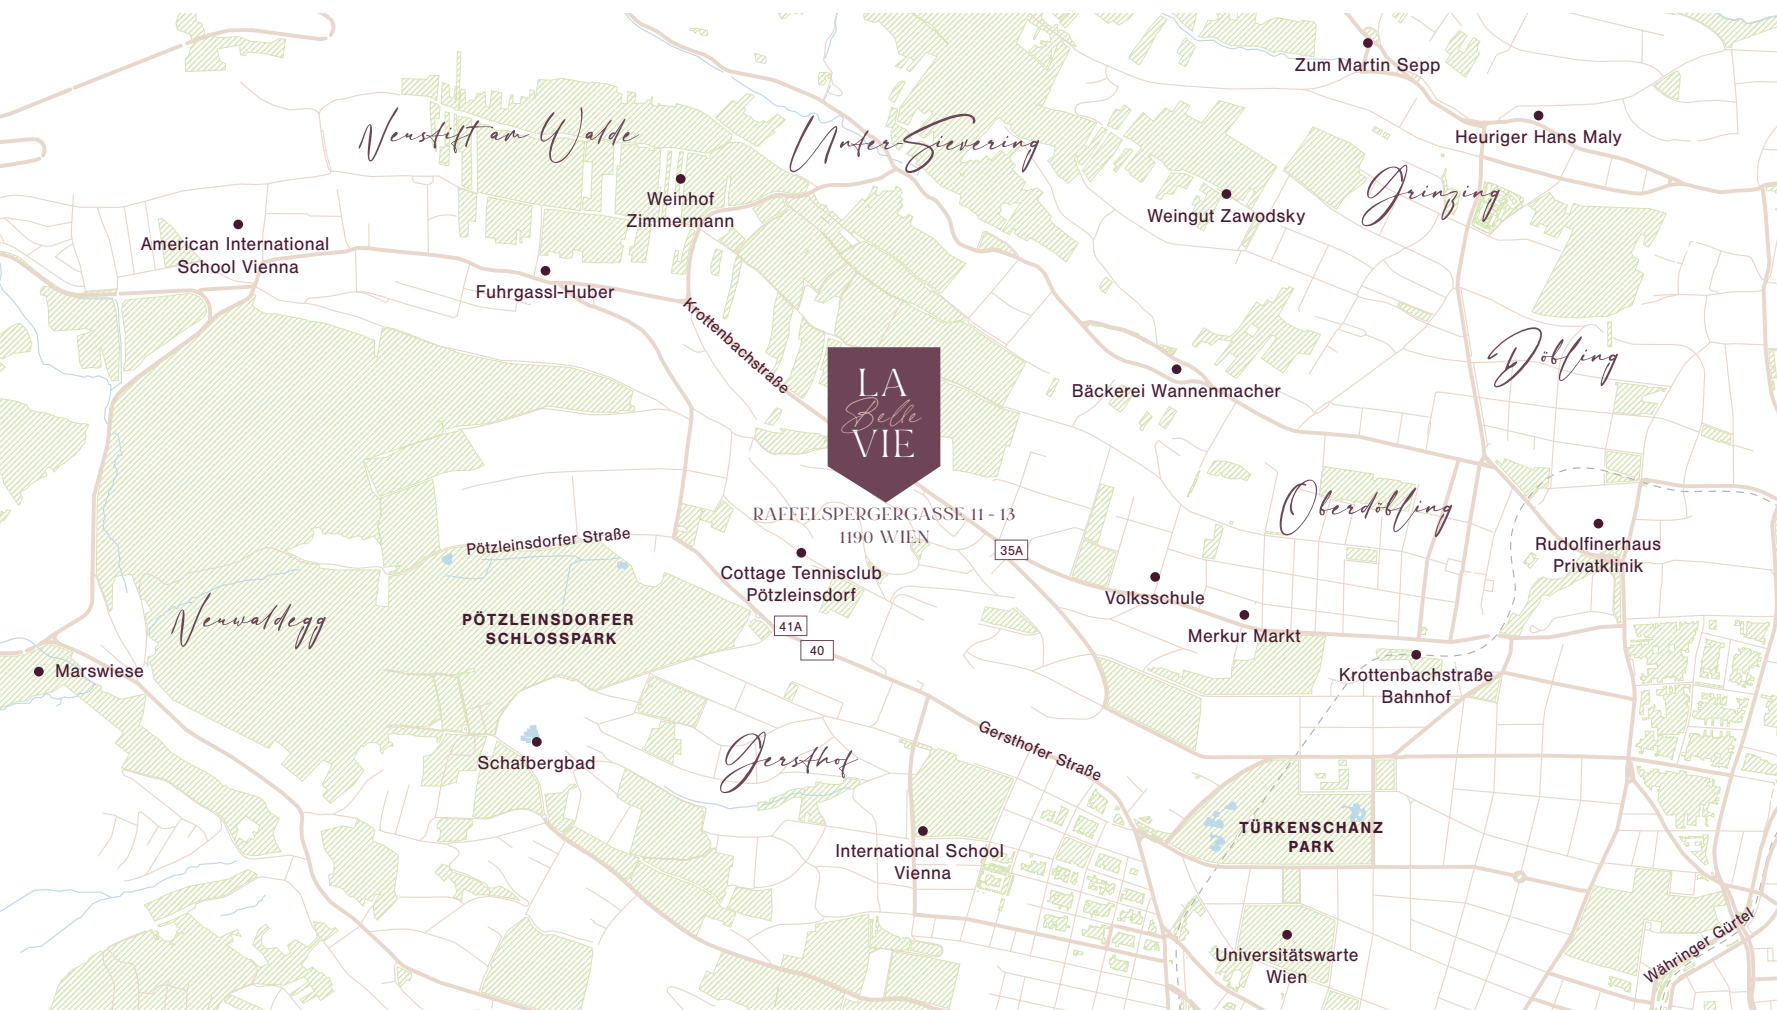 Zum Martin Sepp
Heuriger Hans Maly
Neustift am Walde
Unter-Sievering
Grinzing
Weinhof
Zimmermann
Weingut Zawodsky
American International
School Vienna
Fuhrgassl-Huber
Krottenbachstraße
Döbling
LA
Belle
VIE
Bäckerei Wannenmacher
RAFFELSPERGERGASSE 11 - 13
1190 WIEN
Oberdöbling
Pötzleinsdorfer Straße
35A
Rudolfinerhaus
Privatklinik
Cottage Tennisclub
Pötzleinsdorf
Volksschule
Neuwaldegg
PÖTZLEINSDORFER
SCHLOSSPARK
41A
40
Merkur Markt
Marswiese
Krottenbachstraße
Bahnhof
Gersthof
Gersthofer Straße
Schafbergbad
TÜRKENSCHANZ
PARK
International School
Vienna
Universitätswarte
Wien
Währinger Gürtel